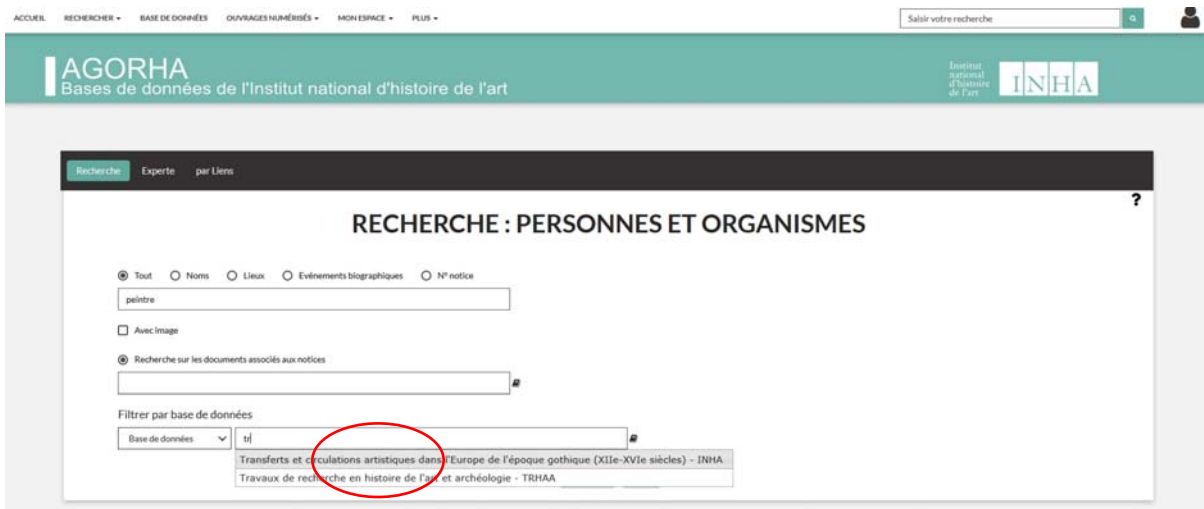 ACCUEIL RECHERCHER BASE DE DONNÉES OUVRAGES NUMÉRISÉS MON ESPACE PLUS Saisir votre recherche
AGORHA
Bases de données de l'Institut national d'histoire de l'art
Institut
national
d'histoire
de l'art
INHA
Recherche Experte par Liens
?
RECHERCHE : PERSONNES ET ORGANISMES
Tout Noms Lieux Evénements biographiques N° notice
peintre
Avec image
Recherche sur les documents associés aux notices
Filtrer par base de données
Base de données tr
Transferts et circulations artistiques dans l'Europe de l'époque gothique (XIIe-XVIe siècles) - INHA
Travaux de recherche en histoire de l'art et archéologie - TRHAA